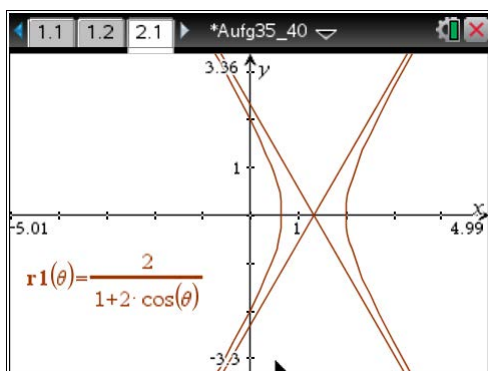 1.1 1.2 2.1 *Aufg35_40
3.36 y
1
x
-5.01 1 4.99
r1(θ)=2/(1+2·cos(θ))
-3.3